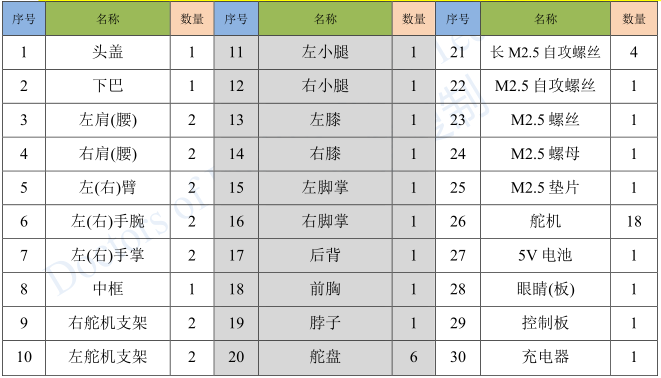 序号 名称 数量 序号 名称 数量 序号 名称 数量
1 头盖 1 11 左小腿 1 21 长 M2.5 自攻螺丝 4
2 下巴 1 12 右小腿 1 22 M2.5 自攻螺丝 1
3 左肩(腰) 2 13 左膝 1 23 M2.5 螺丝 1
4 右肩(腰) 2 14 右膝 1 24 M2.5 螺母 1
5 左(右)臂 2 15 左脚掌 1 25 M2.5 垫片 1
6 左(右)手腕 2 16 右脚掌 1 26 舵机 18
7 左(右)手掌 2 17 后背 1 27 5V 电池 1
8 中框 1 18 前胸 1 28 眼睛(板) 1
9 右舵机支架 2 19 脖子 1 29 控制板 1
10 左舵机支架 2 20 舵盘 6 30 充电器 1
Doctors of